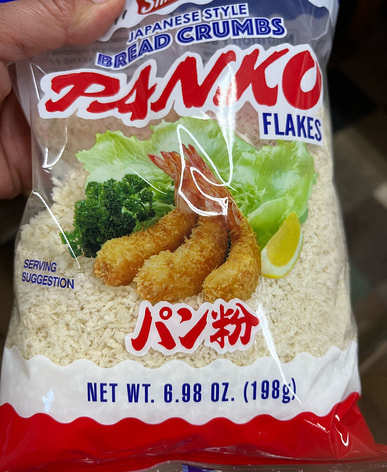 JAPANESE STYLE
BREAD CRUMBS
PANKO
FLAKES
SERVING
SUGGESTION
パン粉
NET WT. 6.98 OZ. (198g)